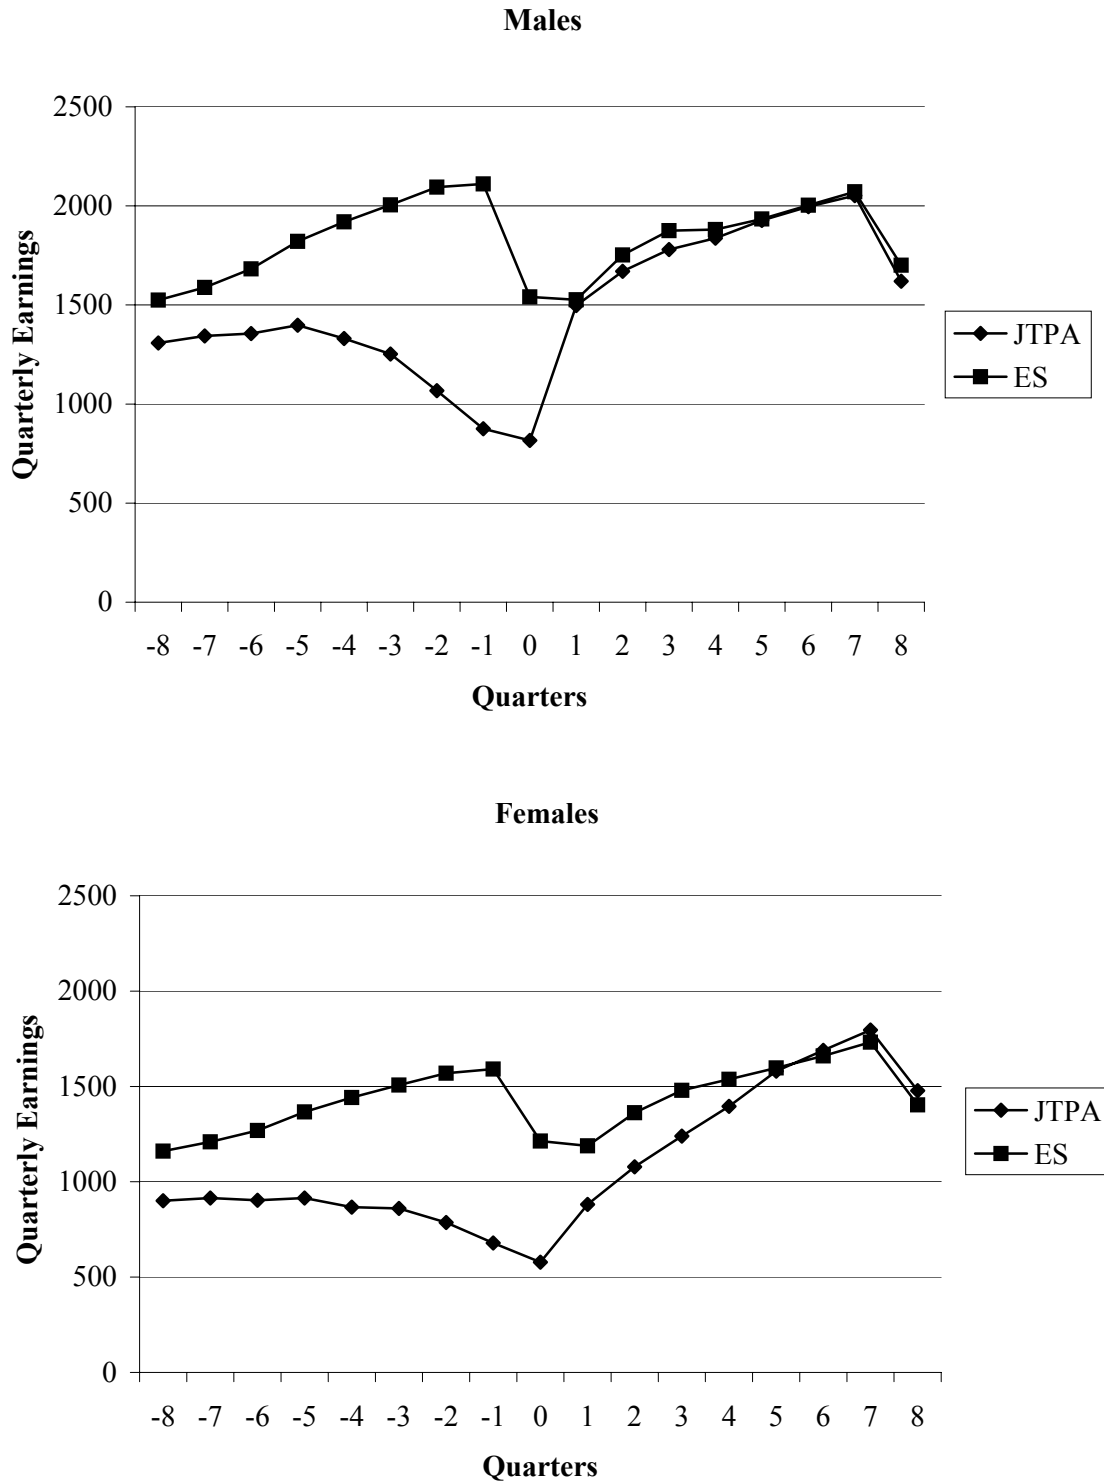 Males
2500
2000
1500
1000
500
0
Quarterly Earnings
-8 -7 -6 -5 -4 -3 -2 -1 0 1 2 3 4 5 6 7 8
Quarters
JTPA
ES
Females
2500
2000
1500
1000
500
0
Quarterly Earnings
-8 -7 -6 -5 -4 -3 -2 -1 0 1 2 3 4 5 6 7 8
Quarters
JTPA
ES